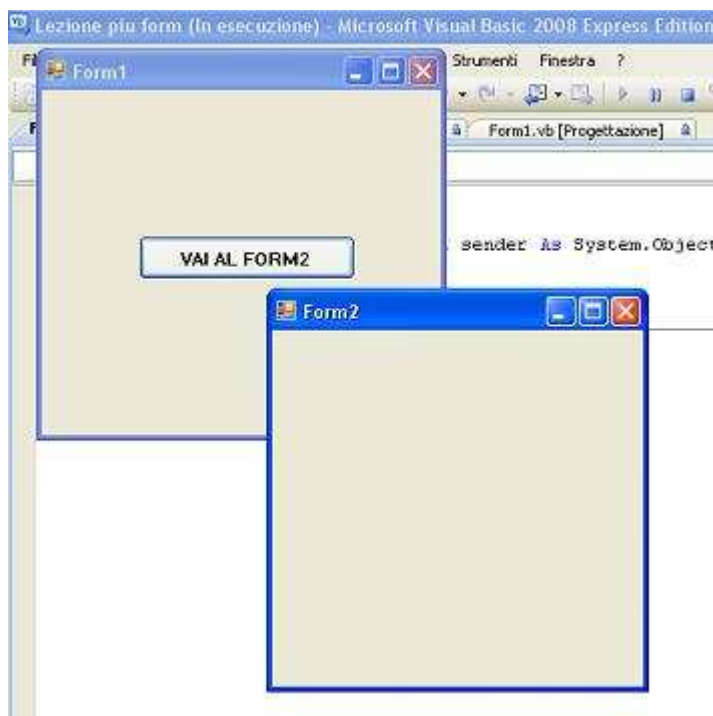 Lezione piu form (In esecuzione) - Microsoft Visual Basic 2008 Express Edition
Form1
Strumenti Finestra ?
Form1.vb [Progettazione]
sender As System.Object
VAI AL FORM2
Form2